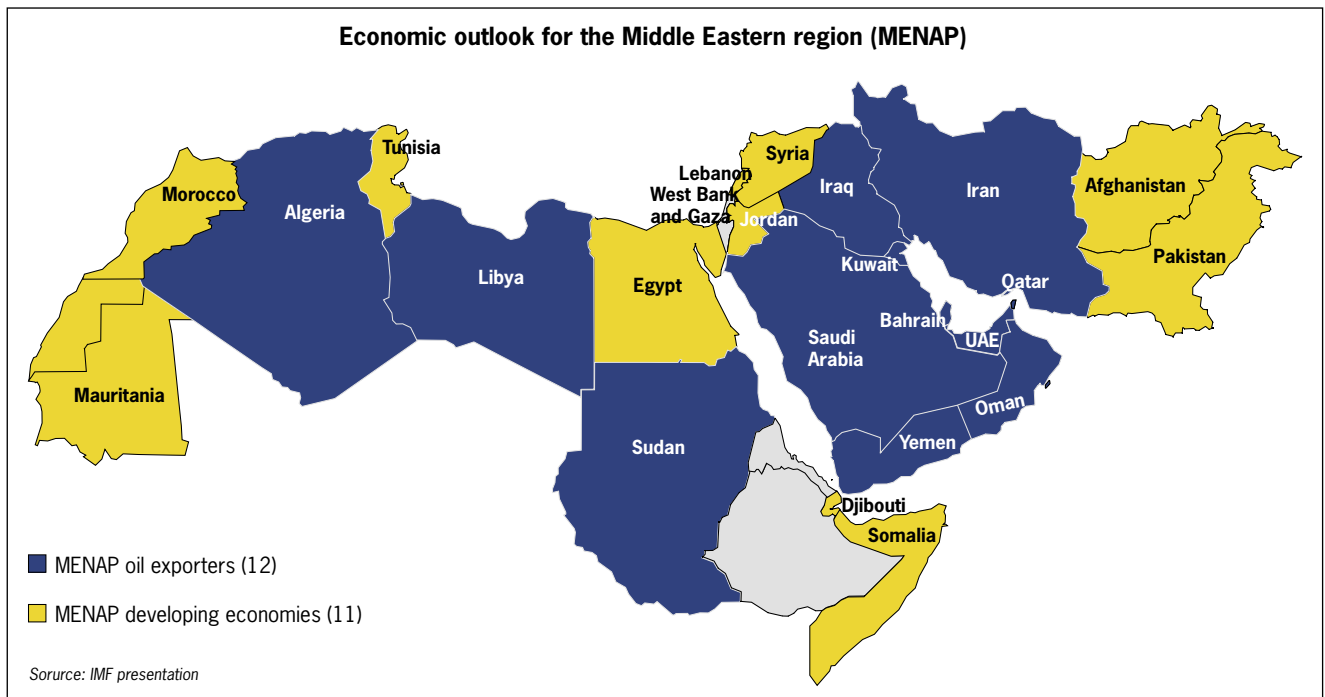 Economic outlook for the Middle Eastern region (MENAP)
Tunisia
Morocco
Algeria
Libya
Egypt
Mauritania
Sudan
Lebanon
West Bank
and Gaza
Syria
Jordan
Iraq
Iran
Afghanistan
Pakistan
Kuwait
Qatar
Bahrain
UAE
Saudi
Arabia
Oman
Yemen
Djibouti
Somalia
MENAP oil exporters (12)
MENAP developing economies (11)
Sorurce: IMF presentation